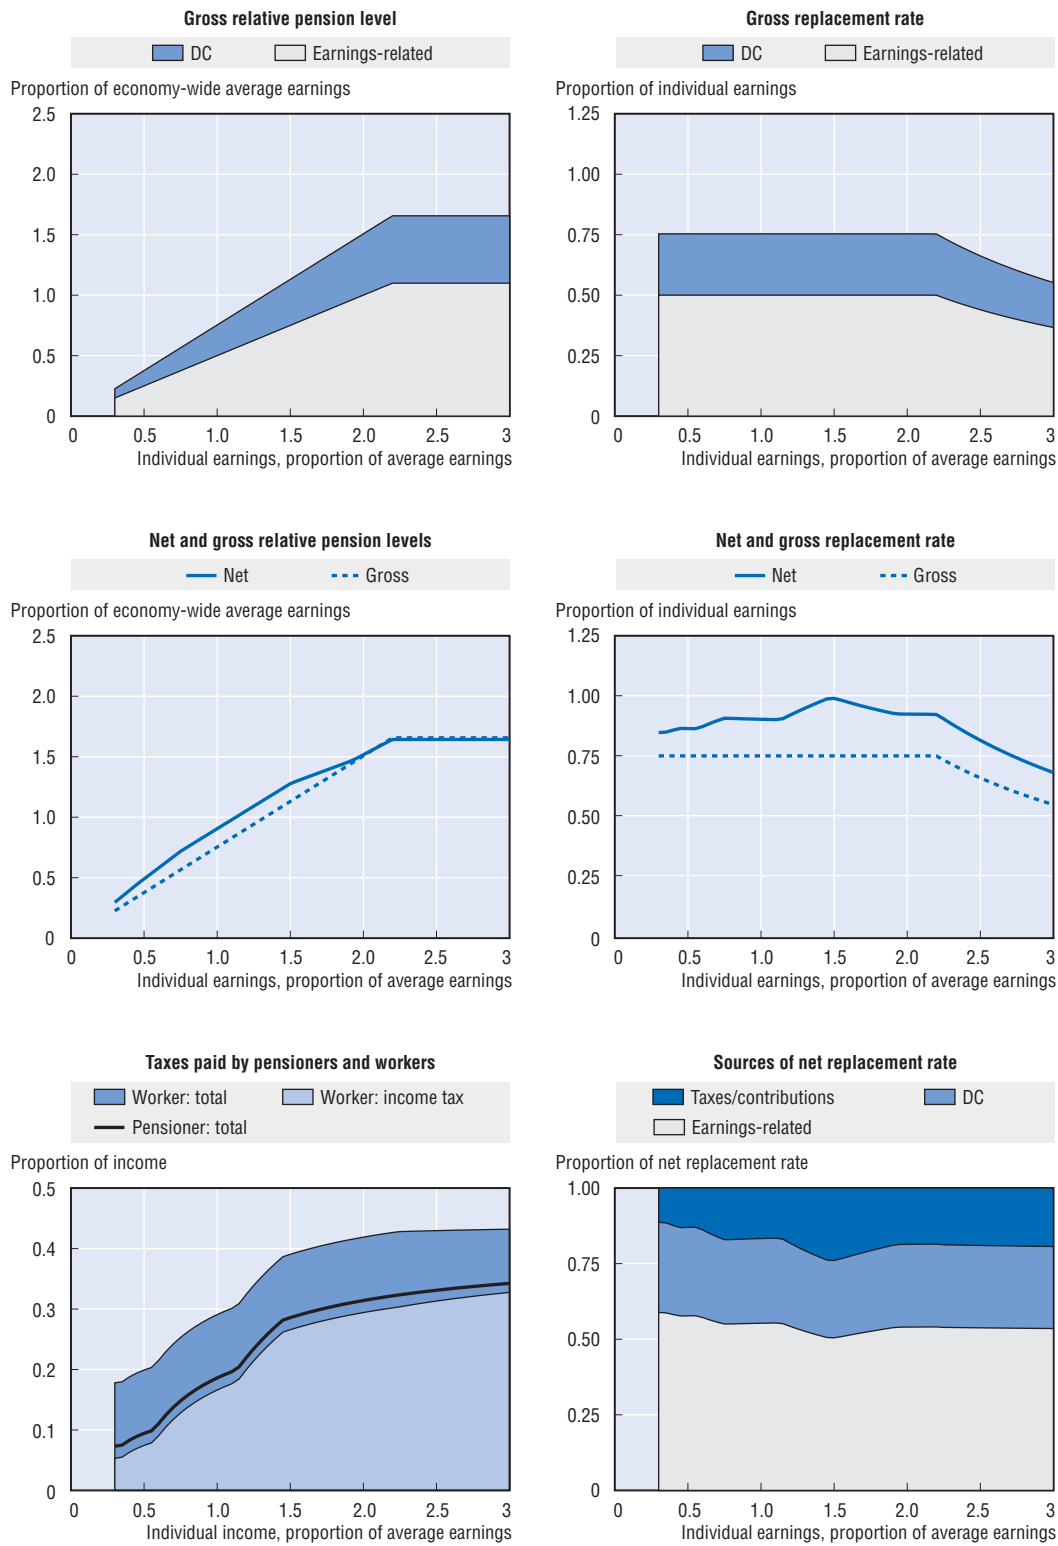 Gross relative pension level
DC Earnings-related
Proportion of economy-wide average earnings
2.5
2.0
1.5
1.0
0.5
0
0 0.5 1.0 1.5 2.0 2.5 3
Individual earnings, proportion of average earnings
Gross replacement rate
DC Earnings-related
Proportion of individual earnings
1.25
1.00
0.75
0.50
0.25
0
0 0.5 1.0 1.5 2.0 2.5 3
Individual earnings, proportion of average earnings
Net and gross relative pension levels
Net Gross
Proportion of economy-wide average earnings
2.5
2.0
1.5
1.0
0.5
0
0 0.5 1.0 1.5 2.0 2.5 3
Individual earnings, proportion of average earnings
Net and gross replacement rate
Net Gross
Proportion of individual earnings
1.25
1.00
0.75
0.50
0.25
0
0 0.5 1.0 1.5 2.0 2.5 3
Individual earnings, proportion of average earnings
Taxes paid by pensioners and workers
Worker: total Worker: income tax
Pensioner: total
Proportion of income
0.5
0.4
0.3
0.2
0.1
0
0 0.5 1.0 1.5 2.0 2.5 3
Individual income, proportion of average earnings
Sources of net replacement rate
Taxes/contributions DC
Earnings-related
Proportion of net replacement rate
1.00
0.75
0.50
0.25
0
0 0.5 1.0 1.5 2.0 2.5 3
Individual earnings, proportion of average earnings